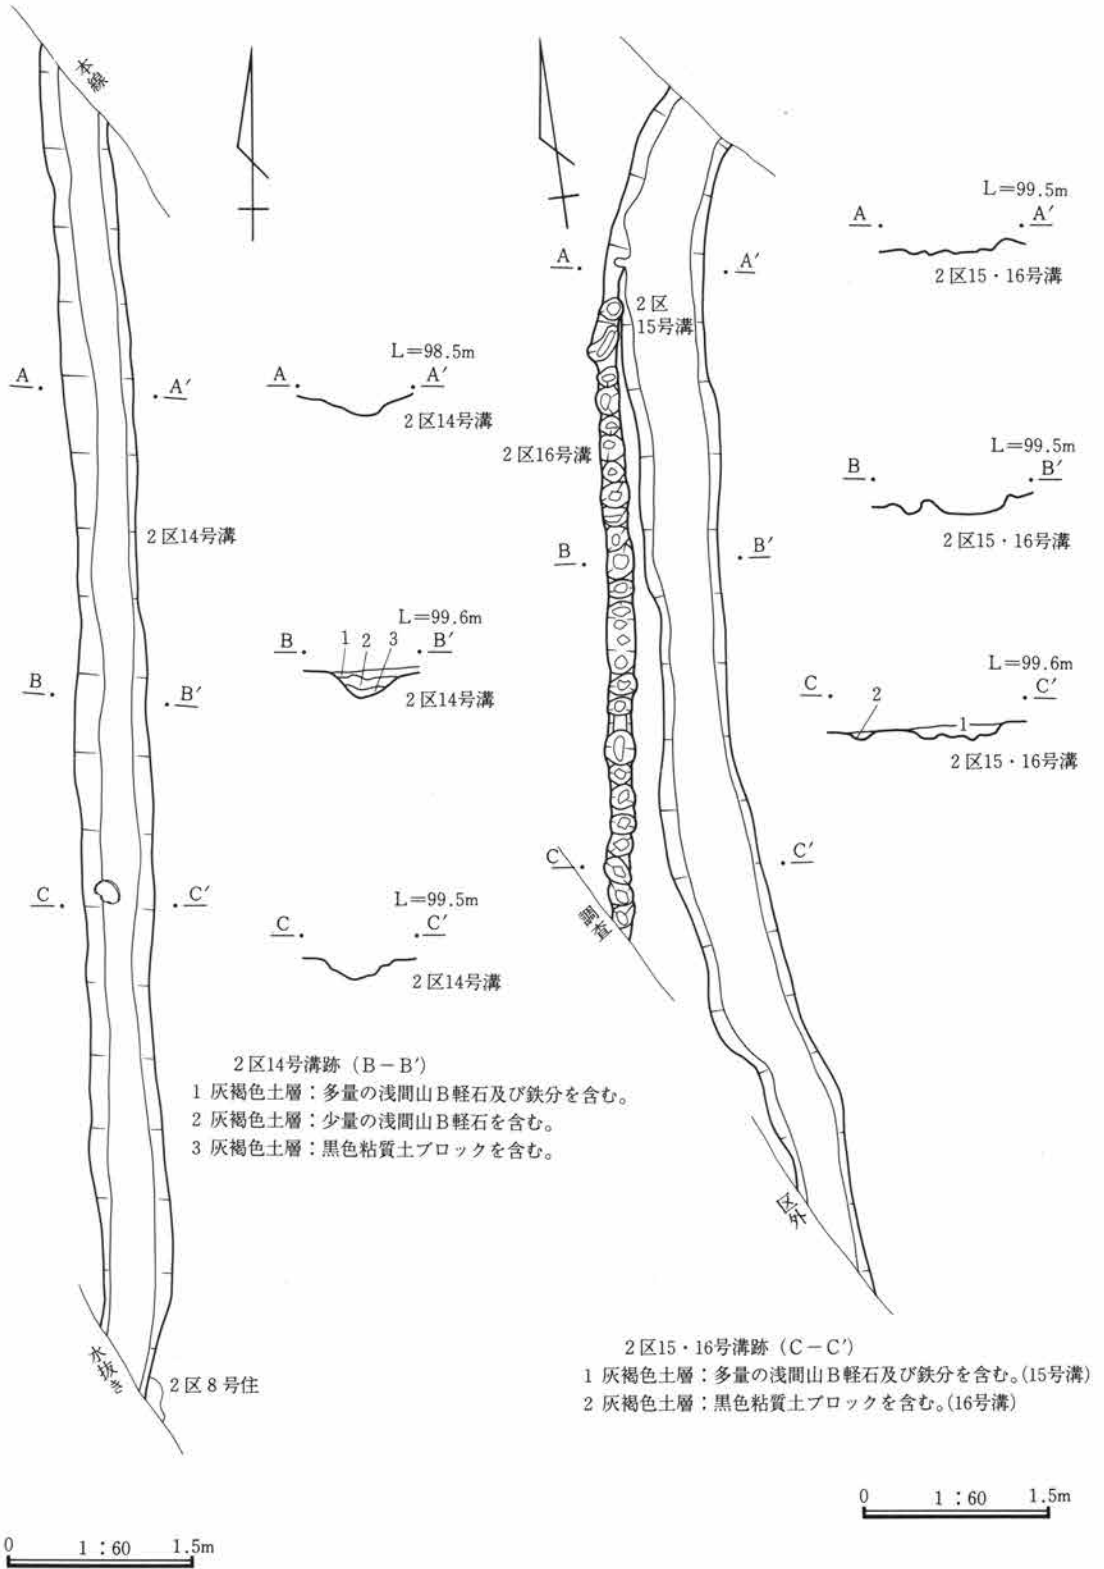 本線
A
A′
2区14号溝
B
B′
C
C′
水抜き
2区8号住
L=98.5m
A
A′
2区14号溝
L=99.6m
B
1
2
3
B′
2区14号溝
L=99.5m
C
C′
2区14号溝
2区14号溝跡(B-B′)
1 灰褐色土層:多量の浅間山B軽石及び鉄分を含む。
2 灰褐色土層:少量の浅間山B軽石を含む。
3 灰褐色土層:黒色粘質土ブロックを含む。
0 1:60 1.5m
A
A′
2区
15号溝
2区16号溝
B
B′
C
C′
調査
区外
L=99.5m
A
A′
2区15・16号溝
L=99.5m
B
B′
2区15・16号溝
L=99.6m
C
2
C′
1
2区15・16号溝
2区15・16号溝跡(C-C′)
1 灰褐色土層:多量の浅間山B軽石及び鉄分を含む。(15号溝)
2 灰褐色土層:黒色粘質土ブロックを含む。(16号溝)
0 1:60 1.5m